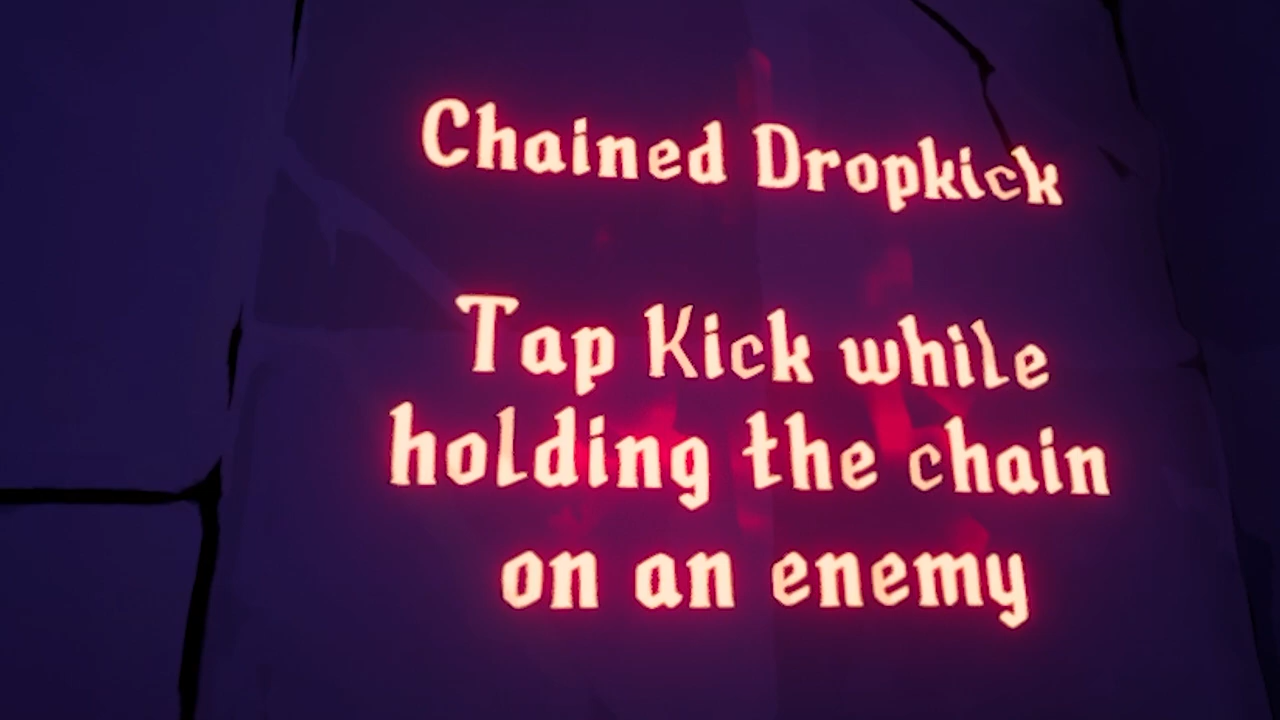 Chained Dropkick
Tap Kick while
holding the chain
on an enemy